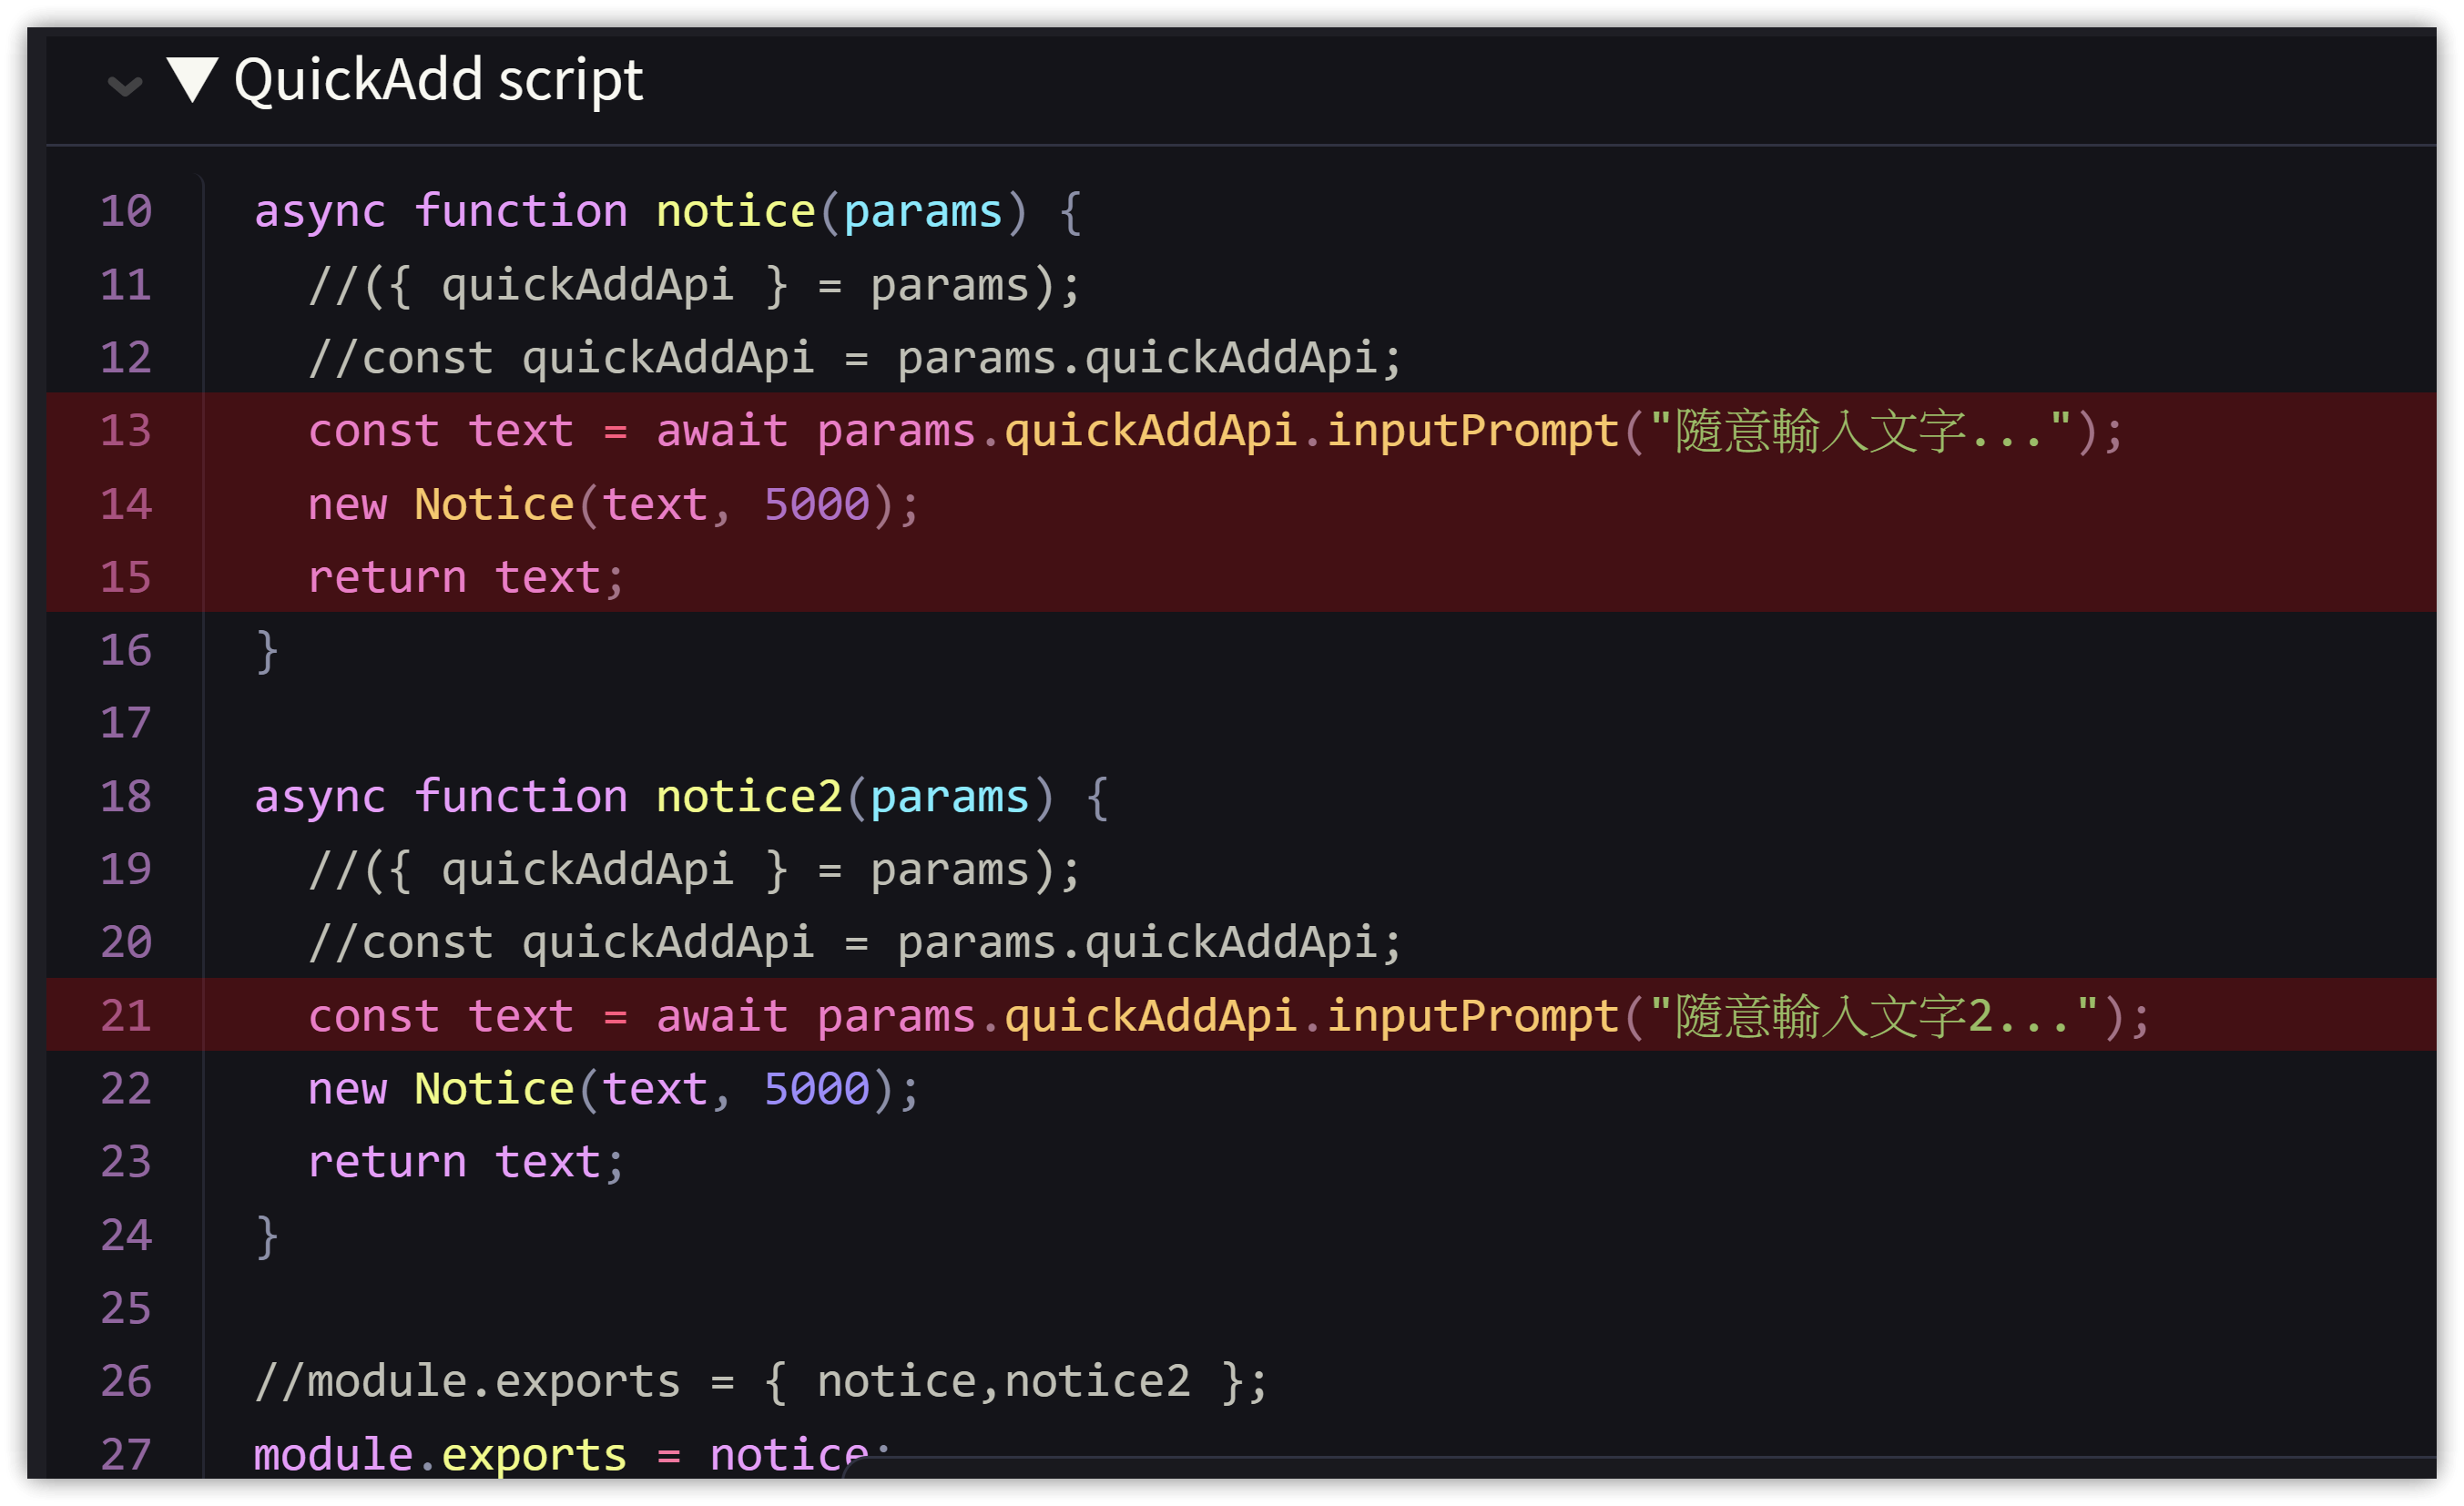 ▼ QuickAdd script
10 async function notice(params) {
11 //({ quickAddApi } = params);
12 //const quickAddApi = params.quickAddApi;
13 const text = await params.quickAddApi.inputPrompt("隨意輸入文字...");
14 new Notice(text, 5000);
15 return text;
16 }
17
18 async function notice2(params) {
19 //({ quickAddApi } = params);
20 //const quickAddApi = params.quickAddApi;
21 const text = await params.quickAddApi.inputPrompt("隨意輸入文字2...");
22 new Notice(text, 5000);
23 return text;
24 }
25
26 //module.exports = { notice,notice2 };
27 module.exports = notice;